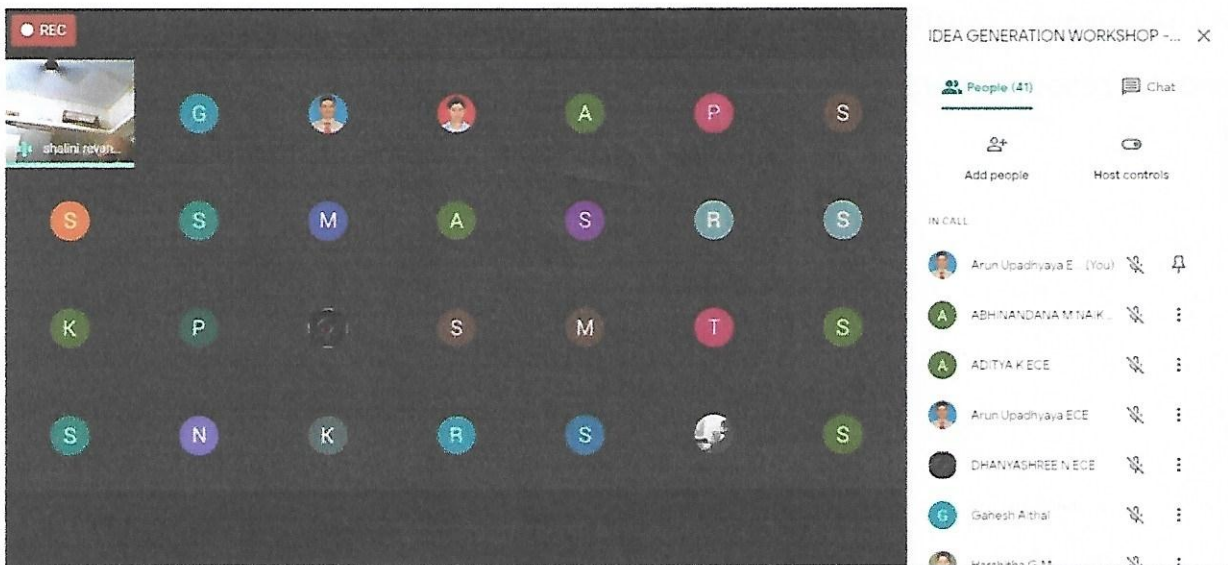 REC
IDEA GENERATION WORKSHOP -...
People (41)
Chat
Add people
Host controls
shalini revan...
G
A
P
S
S
S
M
A
S
R
S
K
P
S
M
T
S
S
N
K
R
S
S
IN CALL
Arun Upadhyaya E... (You)
A ABHINANDANA M NAIK...
A ADITYA K ECE
Arun Upadhyaya ECE
DHANYASHREE N ECE
G Ganesh Aithal
Harshitha G M